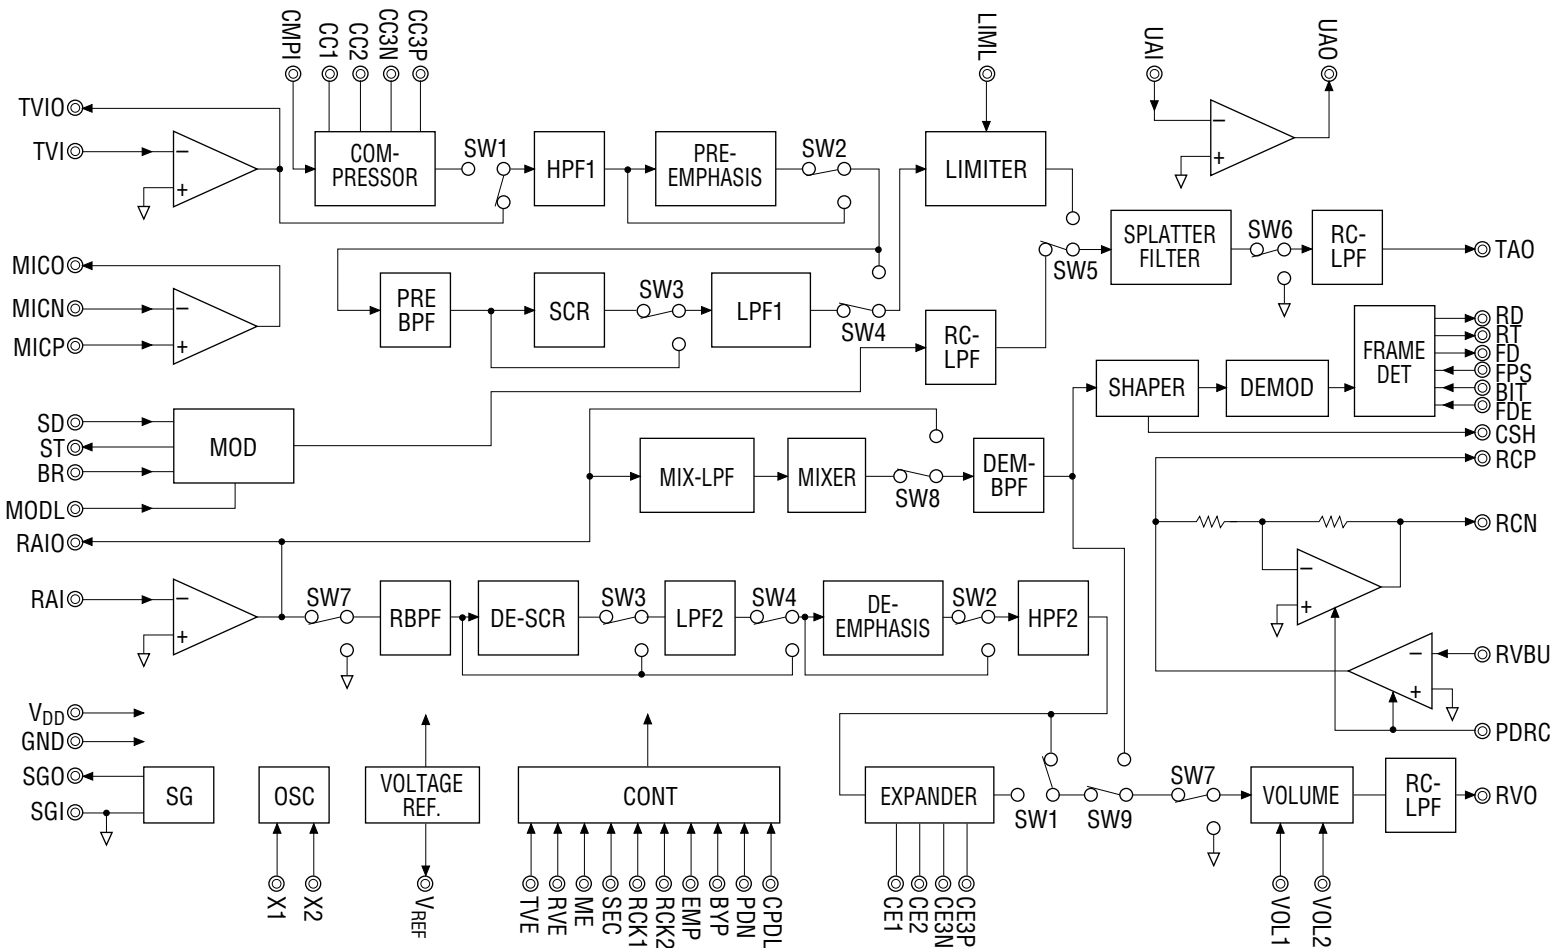 CMPI
CC1
CC2
CC3N
CC3P
LIML
UAI
UAO
TVIO
TVI
−
+
COM-
PRESSOR
SW1
HPF1
PRE-
EMPHASIS
SW2
LIMITER
−
+
MICO
MICN
MICP
−
+
PRE
BPF
SCR
SW3
LPF1
SW4
RC-
LPF
SW5
SPLATTER
FILTER
SW6
RC-
LPF
TAO
SHAPER
DEMOD
FRAME
DET
RD
RT
FD
FPS
BIT
FDE
CSH
RCP
SD
ST
BR
MODL
MOD
MIX-LPF
MIXER
SW8
DEM-
BPF
RCN
−
+
RAIO
RAI
−
+
SW7
RBPF
DE-SCR
SW3
LPF2
SW4
DE-
EMPHASIS
SW2
HPF2
−
+
RVBU
PDRC
VDD
GND
SGO
SGI
SG
OSC
VOLTAGE
REF.
CONT
EXPANDER
SW1
SW9
SW7
VOLUME
RC-
LPF
RVO
X1
X2
VREF
TVE
RVE
ME
SEC
RCK1
RCK2
EMP
BYP
PDN
CPDL
CE1
CE2
CE3N
CE3P
VOL1
VOL2